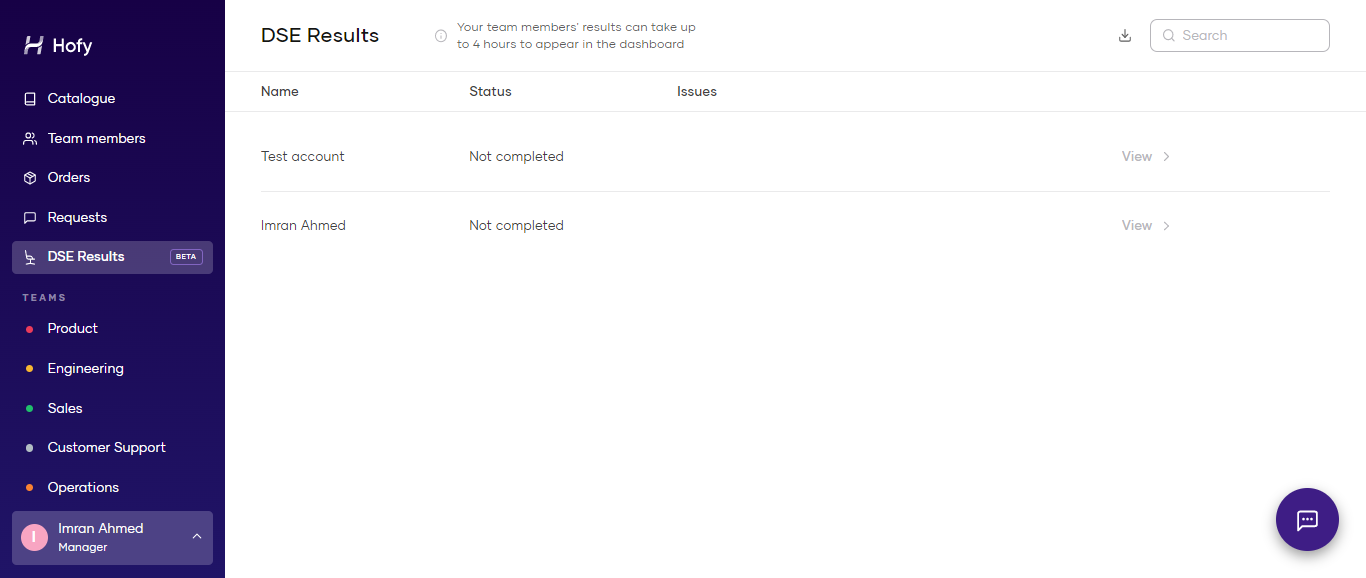 Hofy
Catalogue
Team members
Orders
Requests
DSE Results BETA
TEAMS
Product
Engineering
Sales
Customer Support
Operations
I
Imran Ahmed
Manager
DSE Results
Your team members' results can take up
to 4 hours to appear in the dashboard
Search
Name Status Issues
Test account Not completed View
Imran Ahmed Not completed View